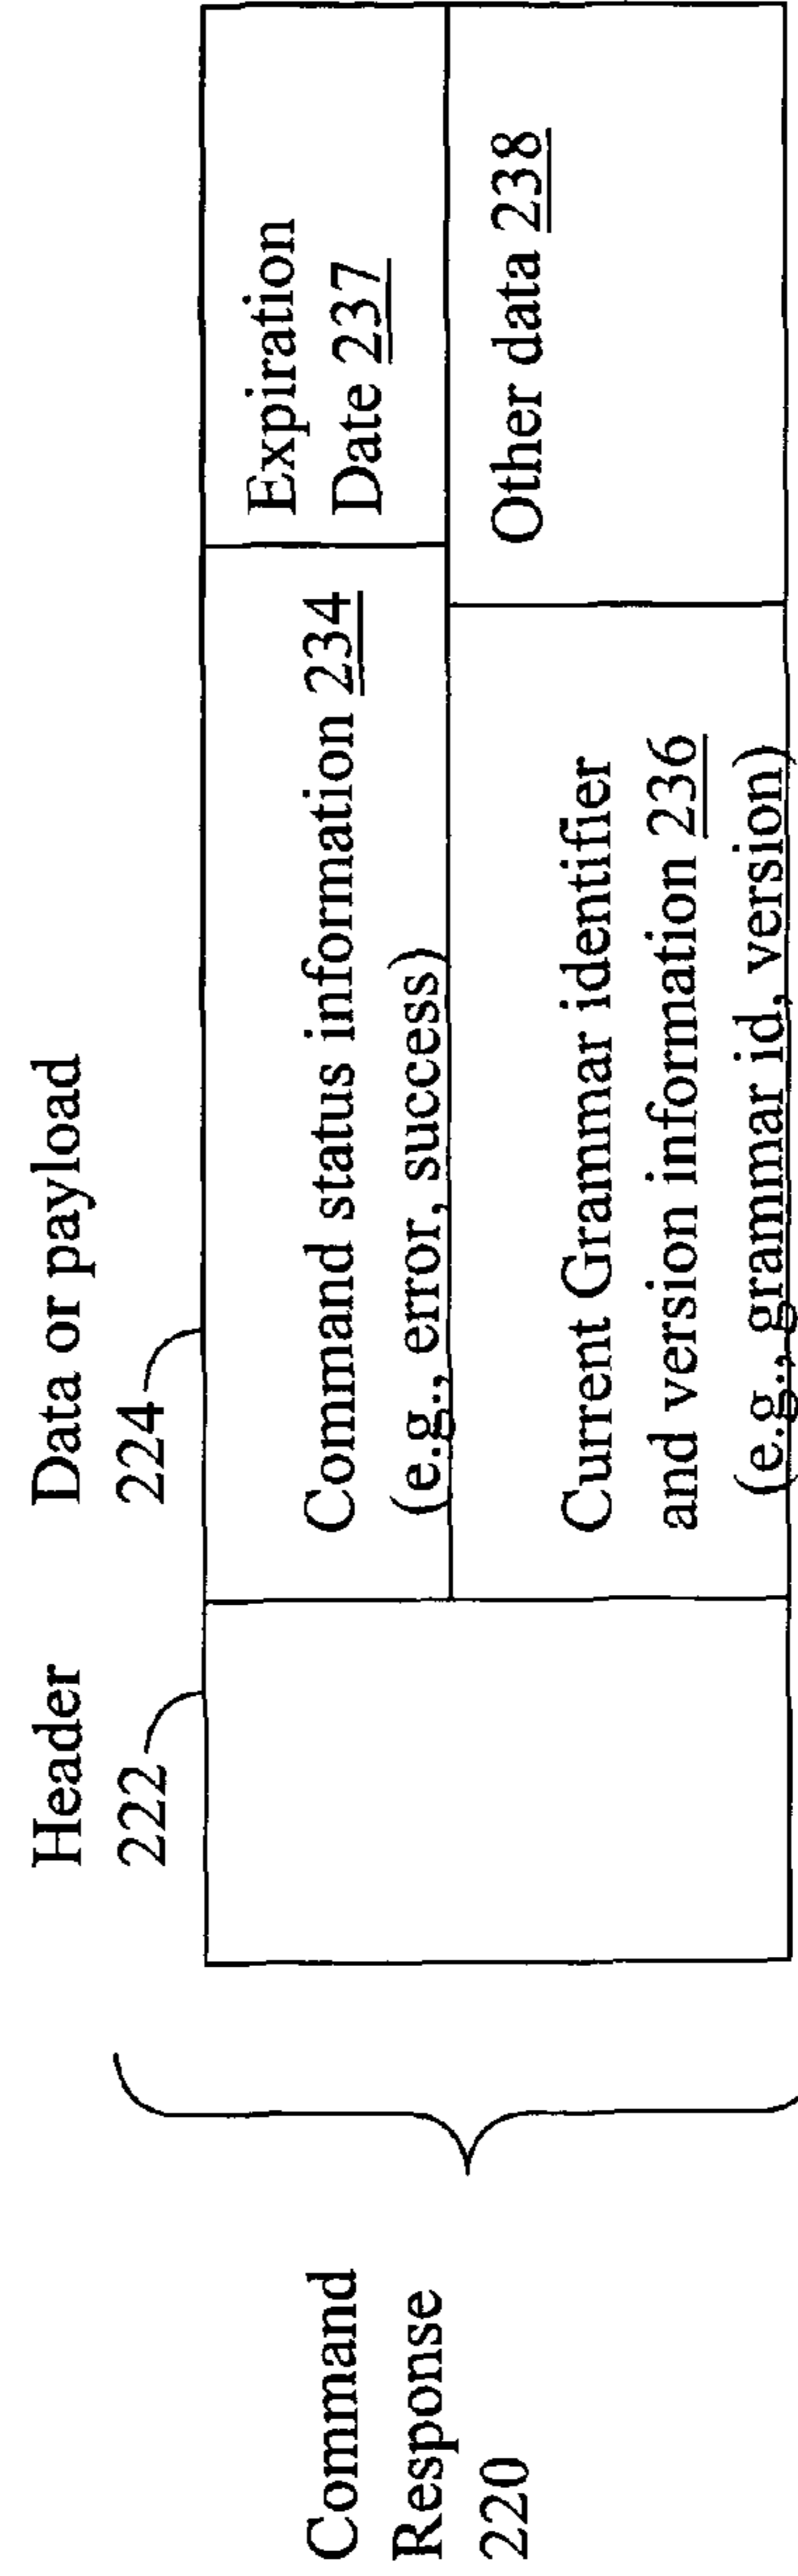 Header
222
Data or payload
224
Command
Response
220
Command status information 234
(e.g., error, success)
Expiration
Date 237
Current Grammar identifier
and version information 236
(e.g., grammar id, version)
Other data 238